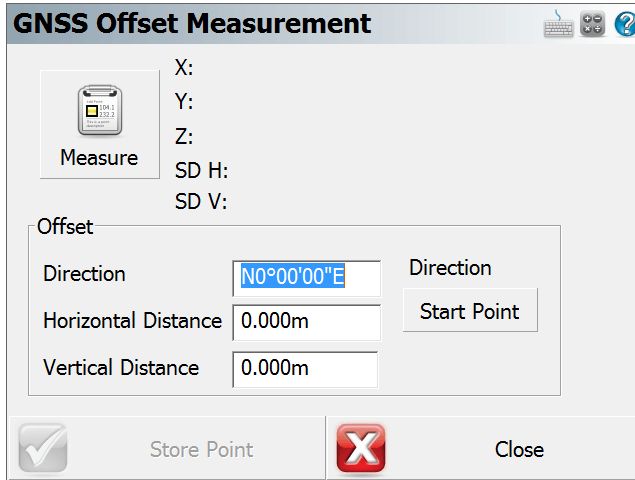 GNSS Offset Measurement
X:
Y:
Z:
SD H:
SD V:
Measure
Offset
Direction
N0°00'00"E
Direction
Start Point
Horizontal Distance
0.000m
Vertical Distance
0.000m
Store Point
Close